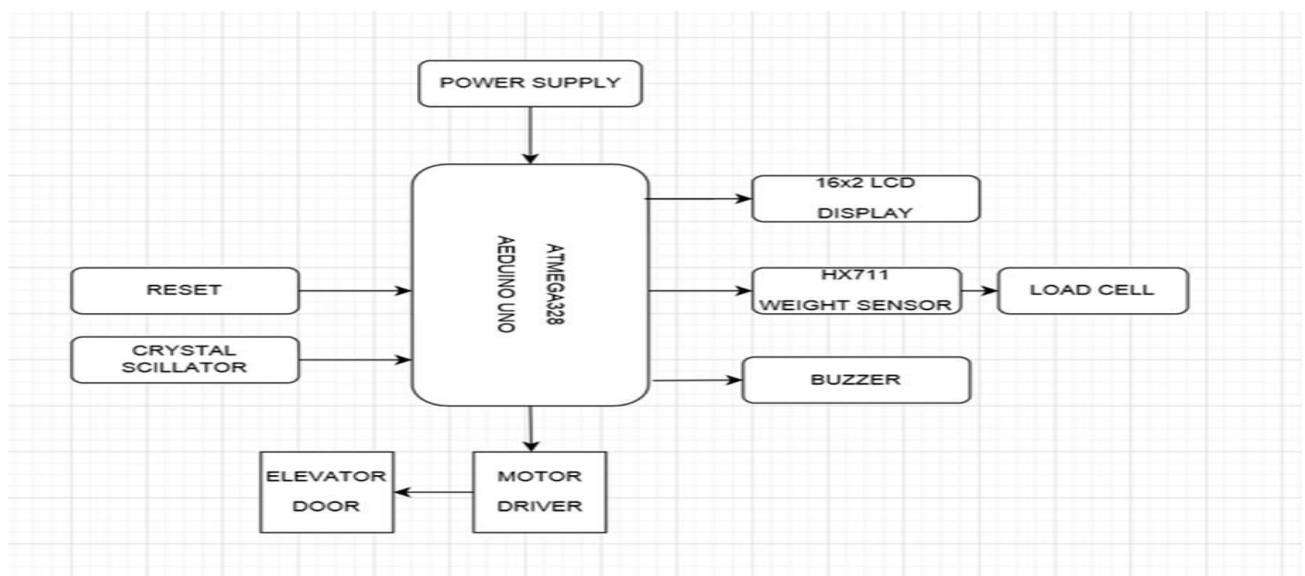 POWER SUPPLY
16x2 LCD
DISPLAY
ATMEGA328
AEDUINO UNO
RESET
HX711
WEIGHT SENSOR
LOAD CELL
CRYSTAL
SCILLATOR
BUZZER
ELEVATOR
DOOR
MOTOR
DRIVER